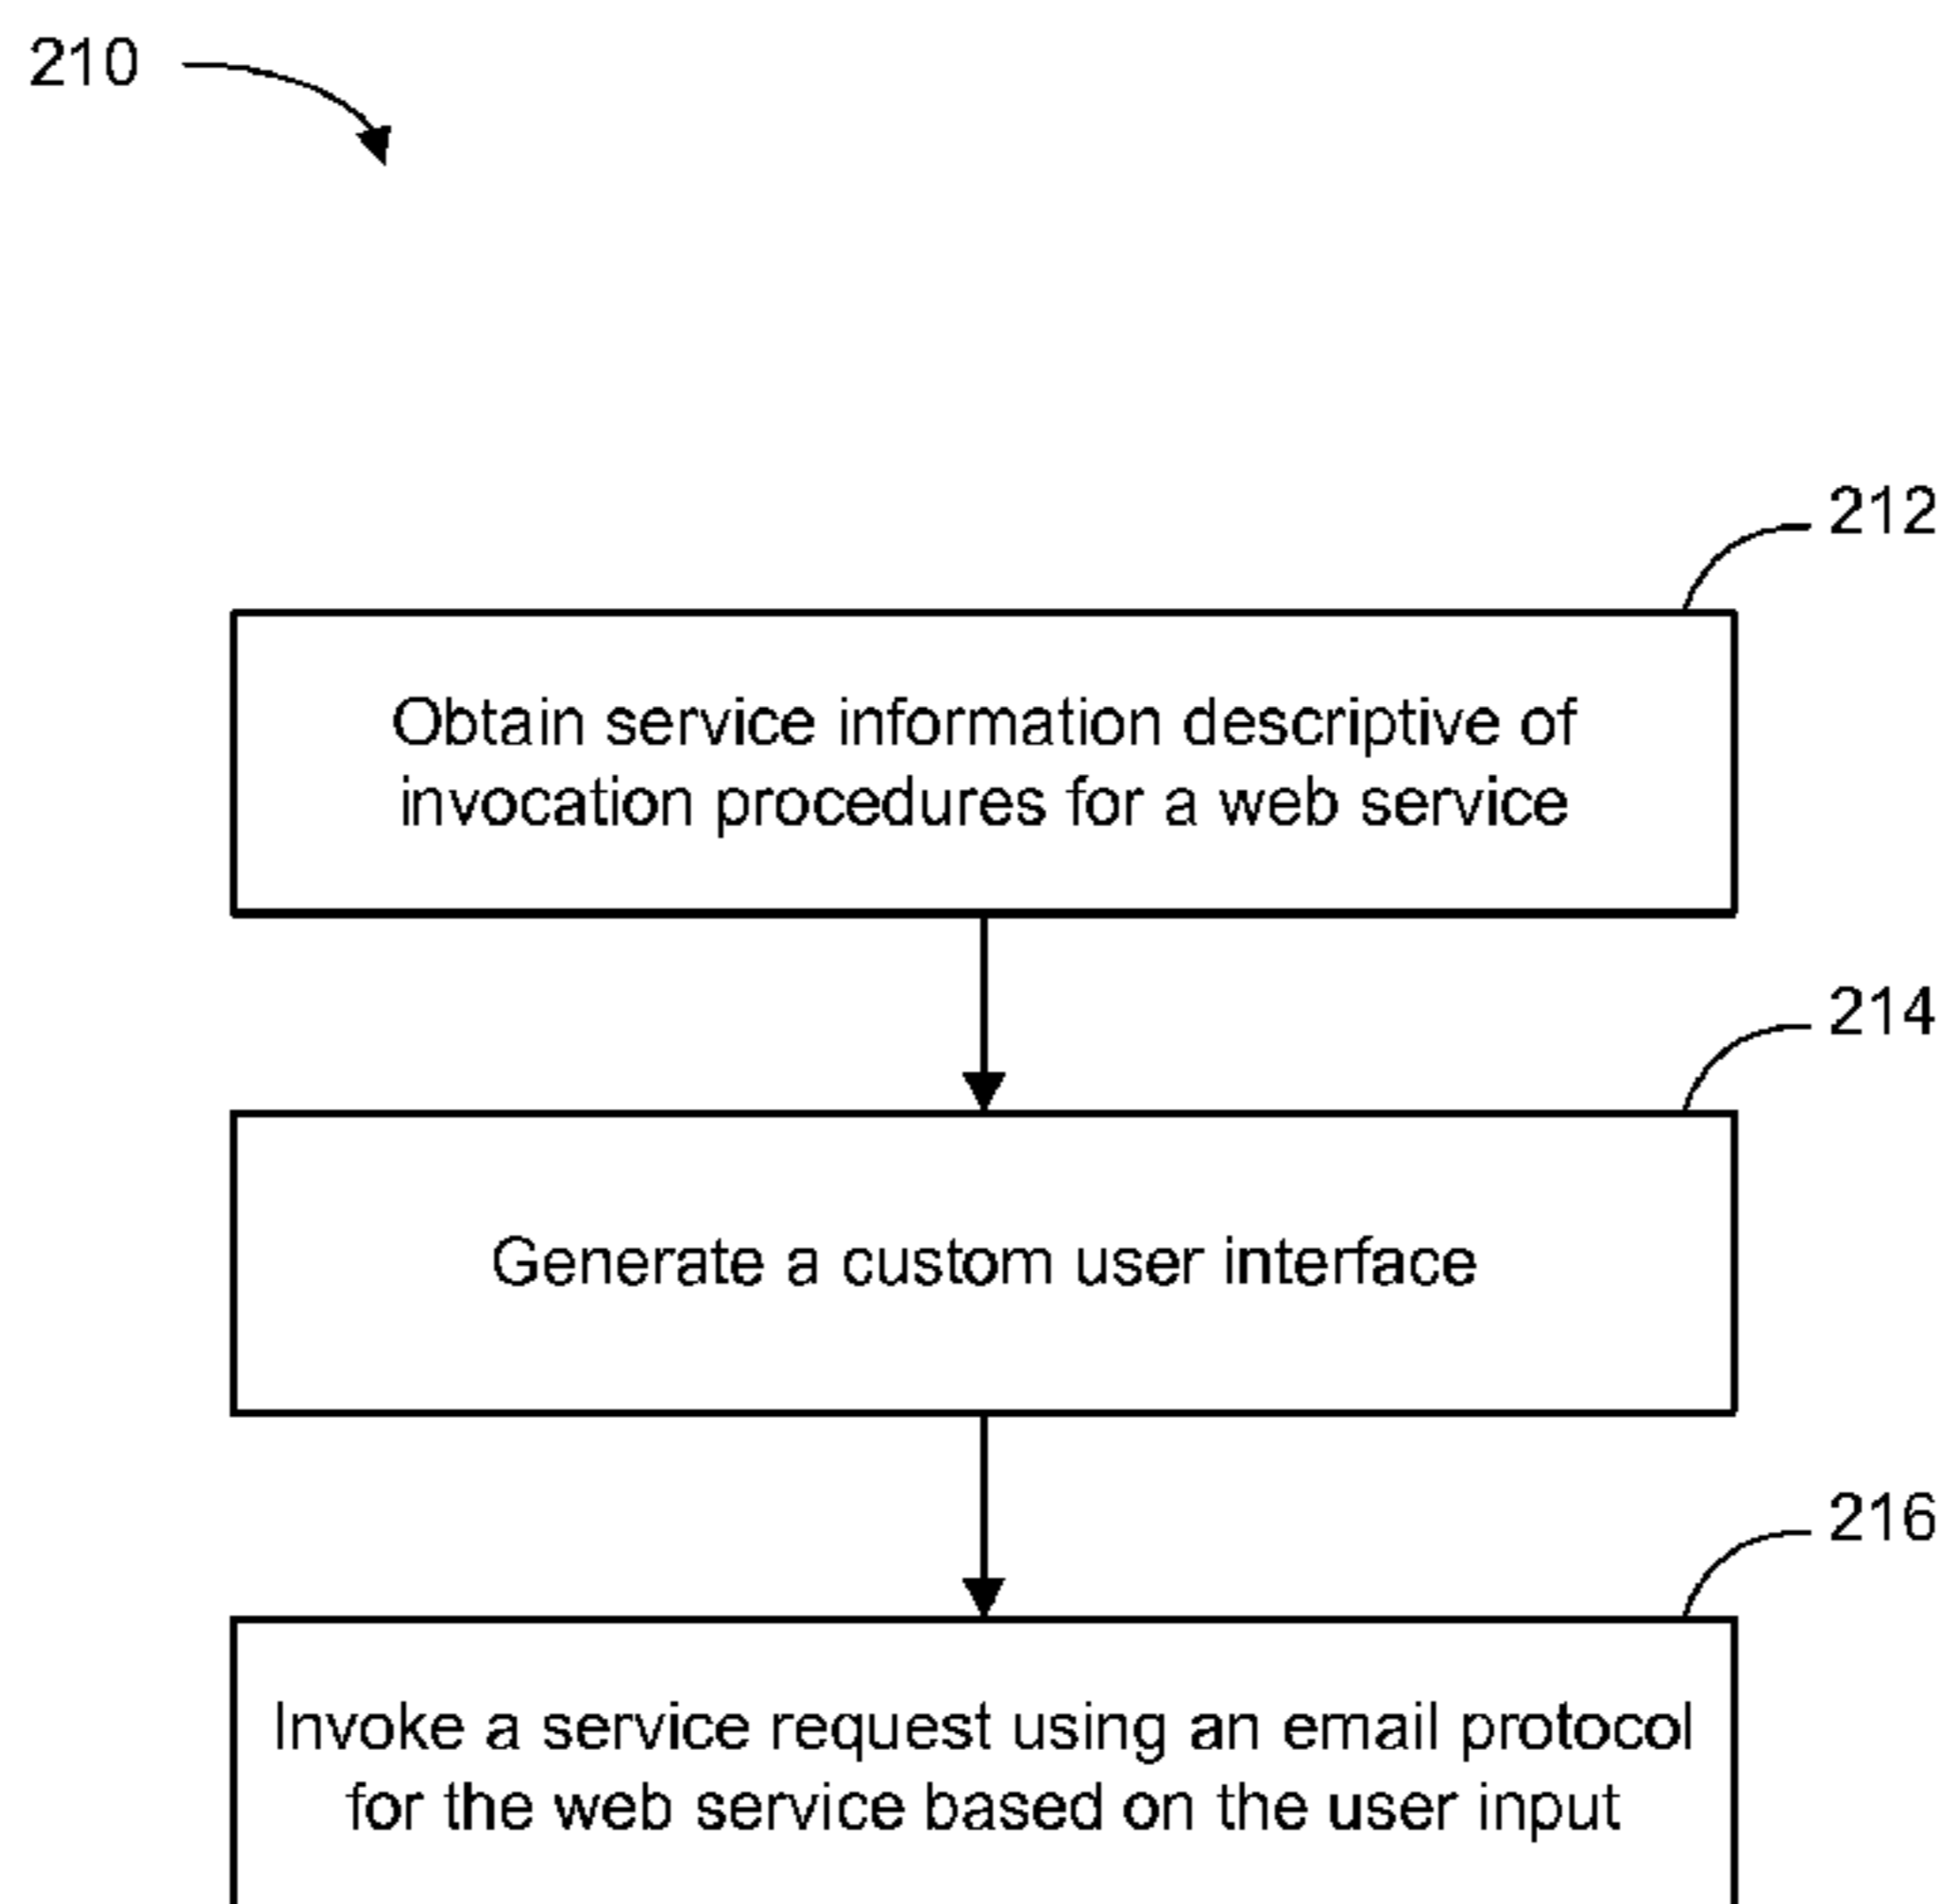 210
212
Obtain service information descriptive of
invocation procedures for a web service
214
Generate a custom user interface
216
Invoke a service request using an email protocol
for the web service based on the user input